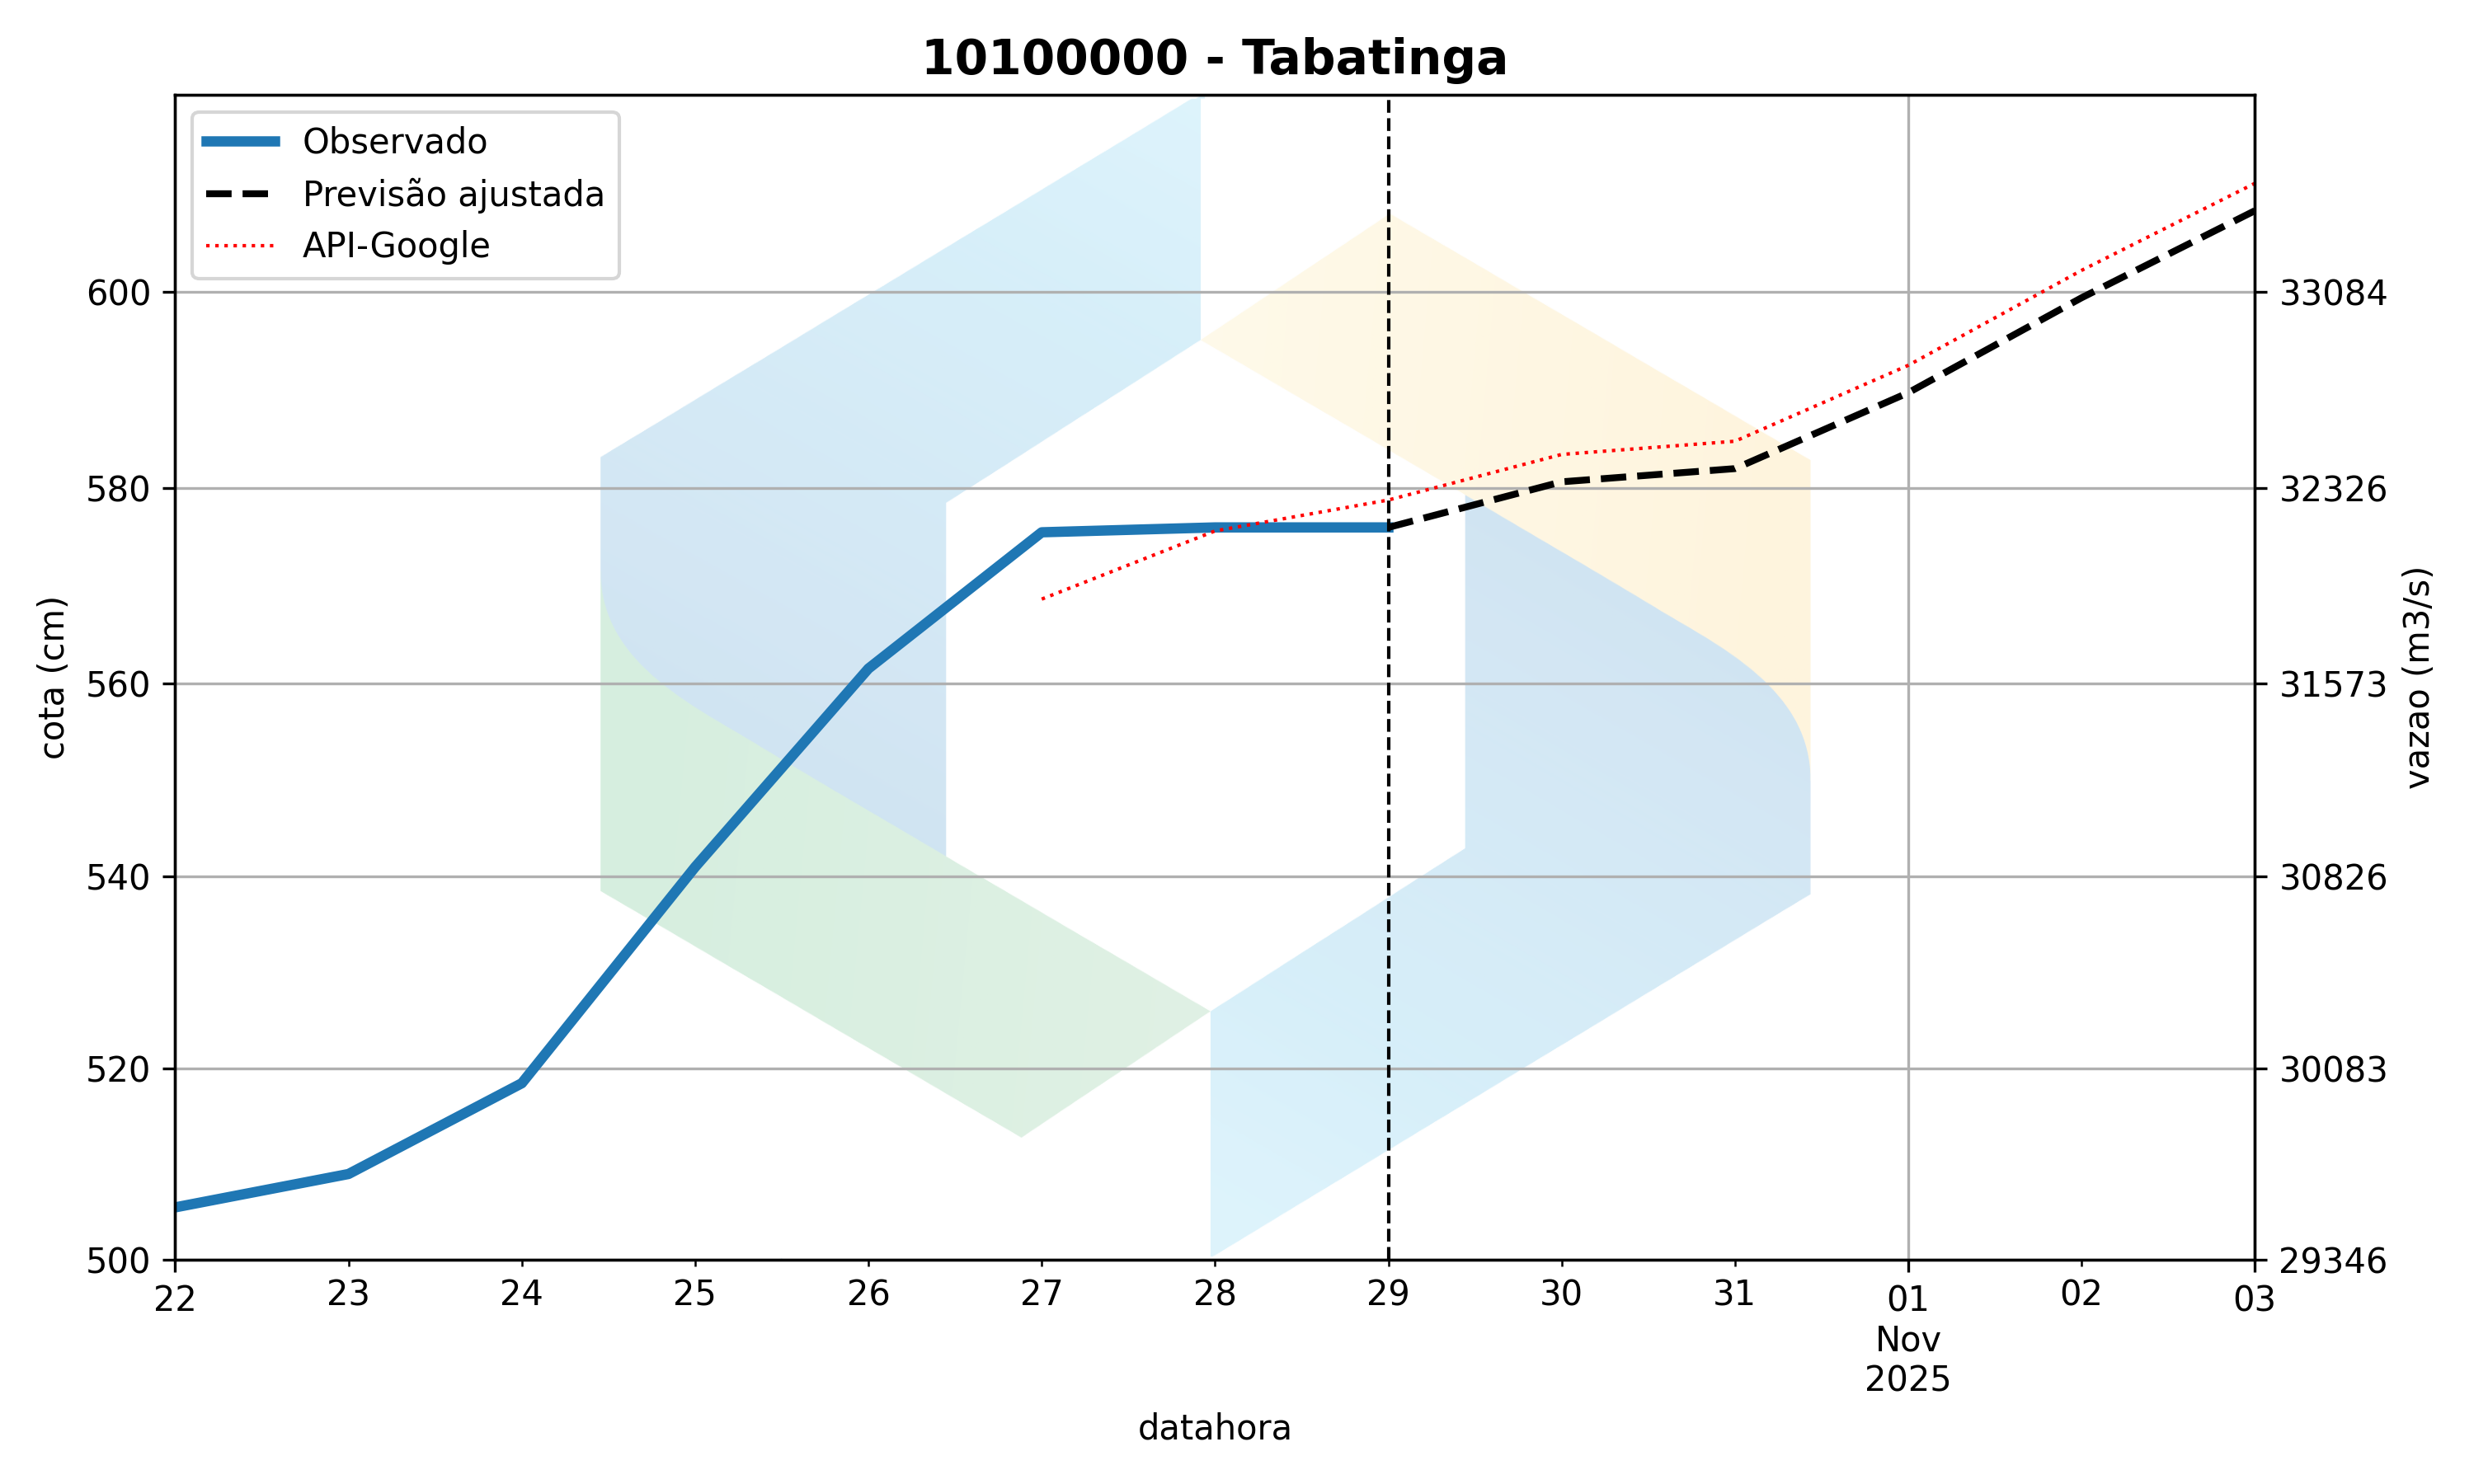 10100000 - Tabatinga
Observado
Previsão ajustada
API-Google
600
580
560
540
520
500
cota (cm)
33084
32326
31573
30826
30083
29346
vazao (m3/s)
22 23 24 25 26 27 28 29 30 31 01 02 03
Nov
2025
datahora